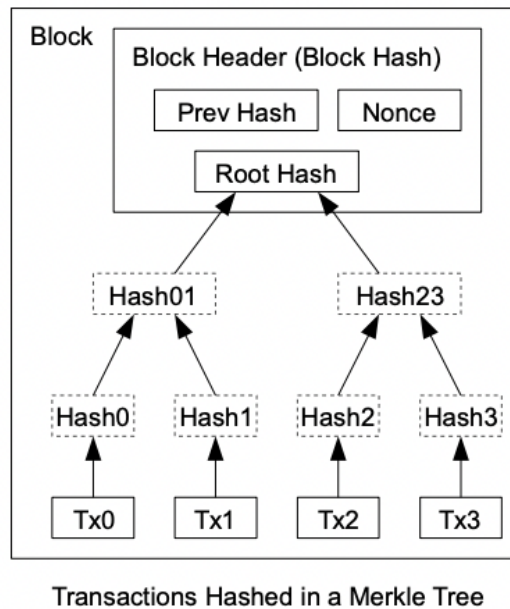 Block
Block Header (Block Hash)
Prev Hash
Nonce
Root Hash
Hash01
Hash23
Hash0
Hash1
Hash2
Hash3
Tx0
Tx1
Tx2
Tx3
Transactions Hashed in a Merkle Tree